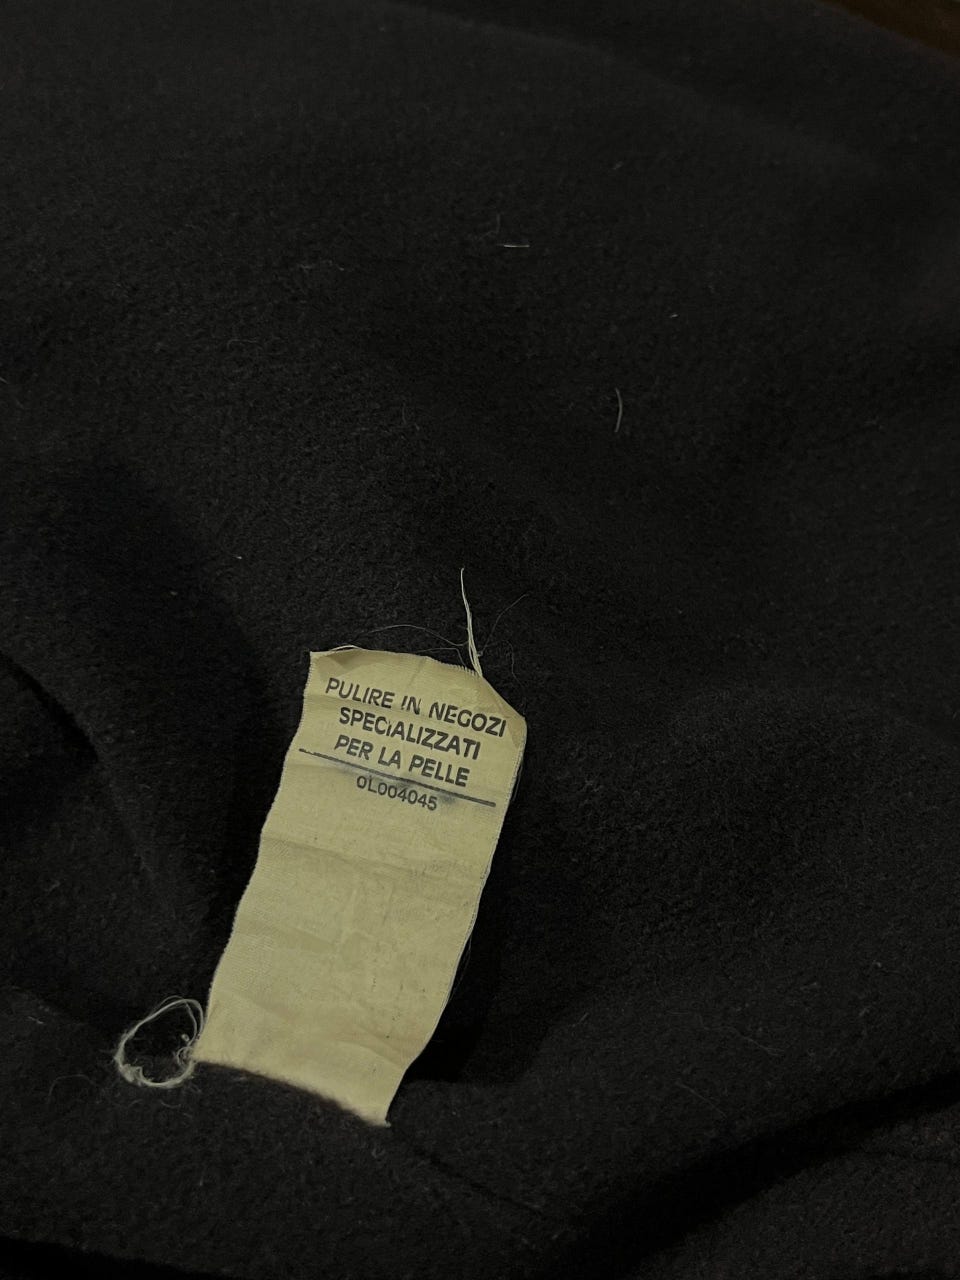 PULIRE IN NEGOZI
SPECIALIZZATI
PER LA PELLE
0L004045